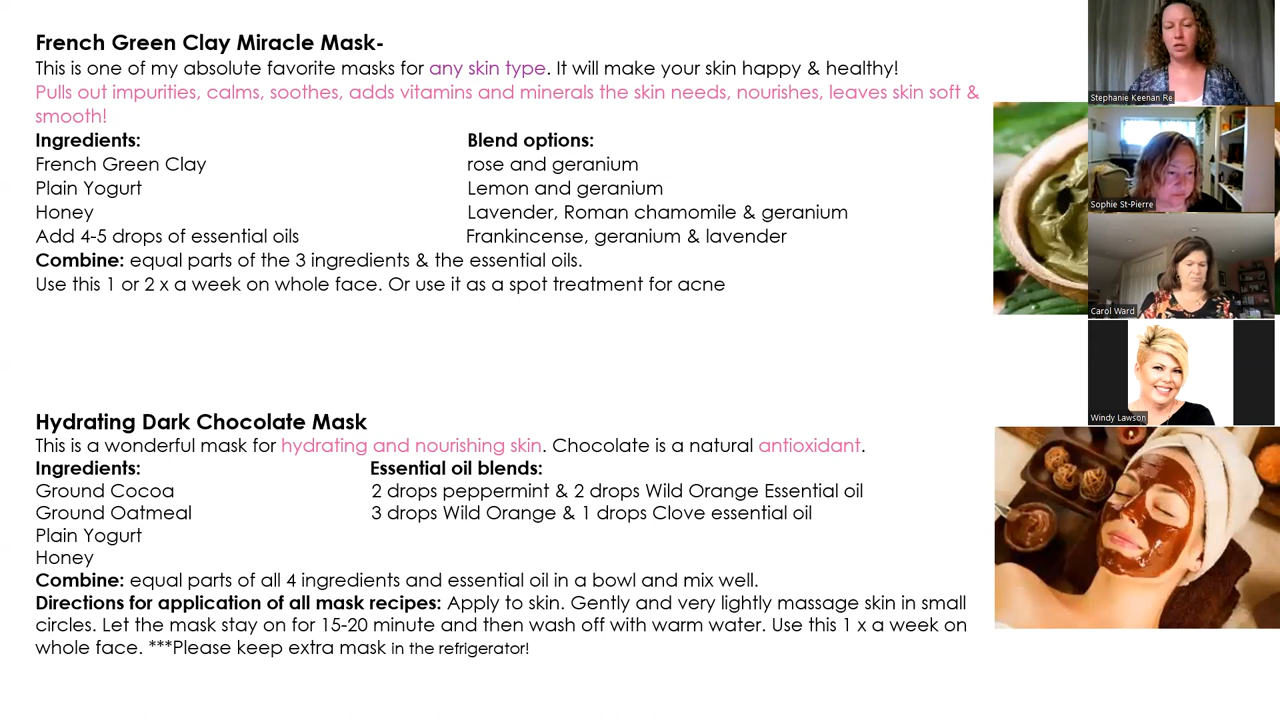 French Green Clay Miracle Mask-
This is one of my absolute favorite masks for any skin type. It will make your skin happy & healthy!
Pulls out impurities, calms, soothes, adds vitamins and minerals the skin needs, nourishes, leaves skin soft &
smooth!
Ingredients: Blend options:
French Green Clay rose and geranium
Plain Yogurt Lemon and geranium
Honey Lavender, Roman chamomile & geranium
Add 4-5 drops of essential oils Frankincense, geranium & lavender
Combine: equal parts of the 3 ingredients & the essential oils.
Use this 1 or 2 x a week on whole face. Or use it as a spot treatment for acne
Hydrating Dark Chocolate Mask
This is a wonderful mask for hydrating and nourishing skin. Chocolate is a natural antioxidant.
Ingredients: Essential oil blends:
Ground Cocoa 2 drops peppermint & 2 drops Wild Orange Essential oil
Ground Oatmeal 3 drops Wild Orange & 1 drops Clove essential oil
Plain Yogurt
Honey
Combine: equal parts of all 4 ingredients and essential oil in a bowl and mix well.
Directions for application of all mask recipes: Apply to skin. Gently and very lightly massage skin in small
circles. Let the mask stay on for 15-20 minute and then wash off with warm water. Use this 1 x a week on
whole face. ***Please keep extra mask in the refrigerator!
Stephanie Keenan Re
Sophie St-Pierre
Carol Ward
Windy Lawson